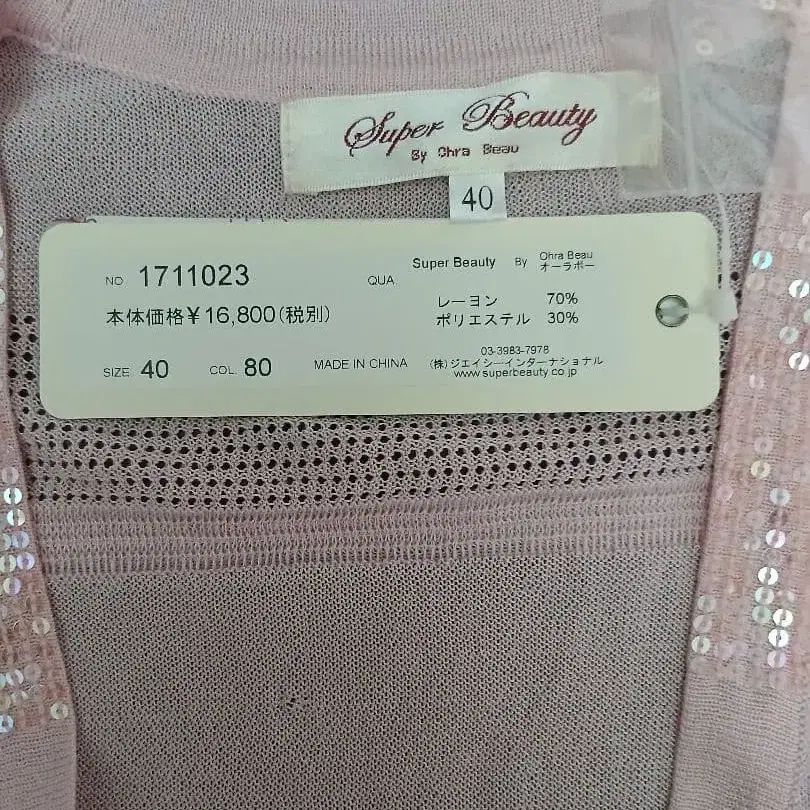 Super Beauty
By Ohra Beau
40
NO 1711023
本体価格¥16,800(税別)
SIZE 40 COL 80 MADE IN CHINA
QUA Super Beauty By Ohra Beau
オーラボー
レーヨン 70%
ポリエステル 30%
03-3983-7978
(株)ジェイシーインターナショナル
www.superbeauty.co.jp